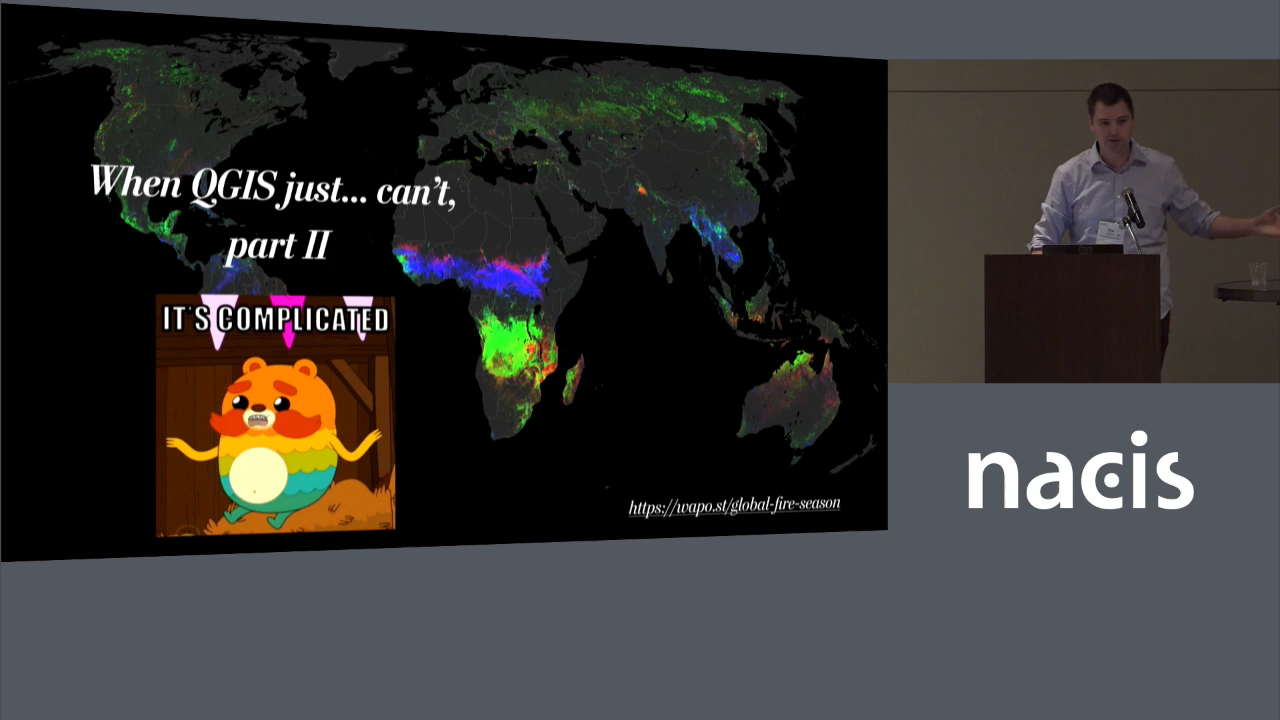 When QGIS just... can't,
part II
IT'S COMPLICATED
https://wapo.st/global-fire-season
nacis